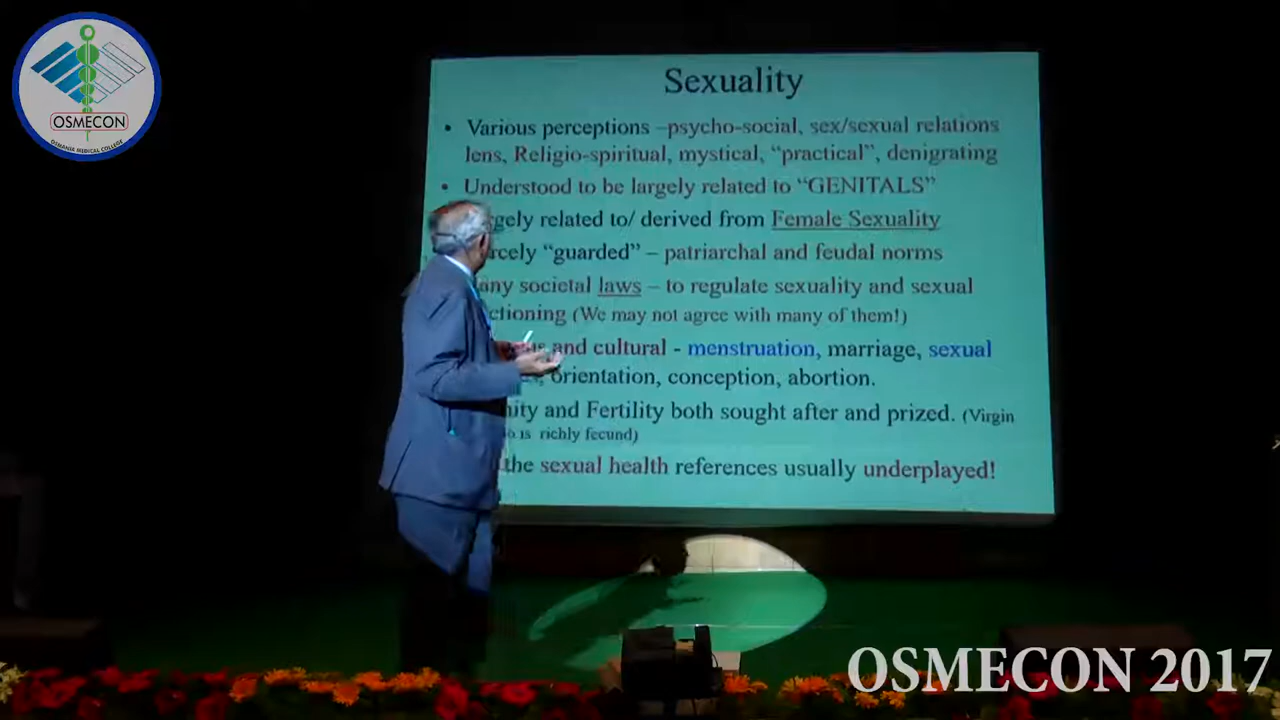 OSMECON
OSMANIA MEDICAL COLLEGE
Sexuality
• Various perceptions –psycho-social, sex/sexual relations
lens, Religio-spiritual, mystical, “practical”, denigrating
• Understood to be largely related to “GENITALS”
gely related to/ derived from Female Sexuality
rcely “guarded” – patriarchal and feudal norms
any societal laws – to regulate sexuality and sexual
ctioning (We may not agree with many of them!)
and cultural - menstruation, marriage, sexual
orientation, conception, abortion.
nity and Fertility both sought after and prized. (Virgin
is richly fecund)
the sexual health references usually underplayed!
OSMECON 2017